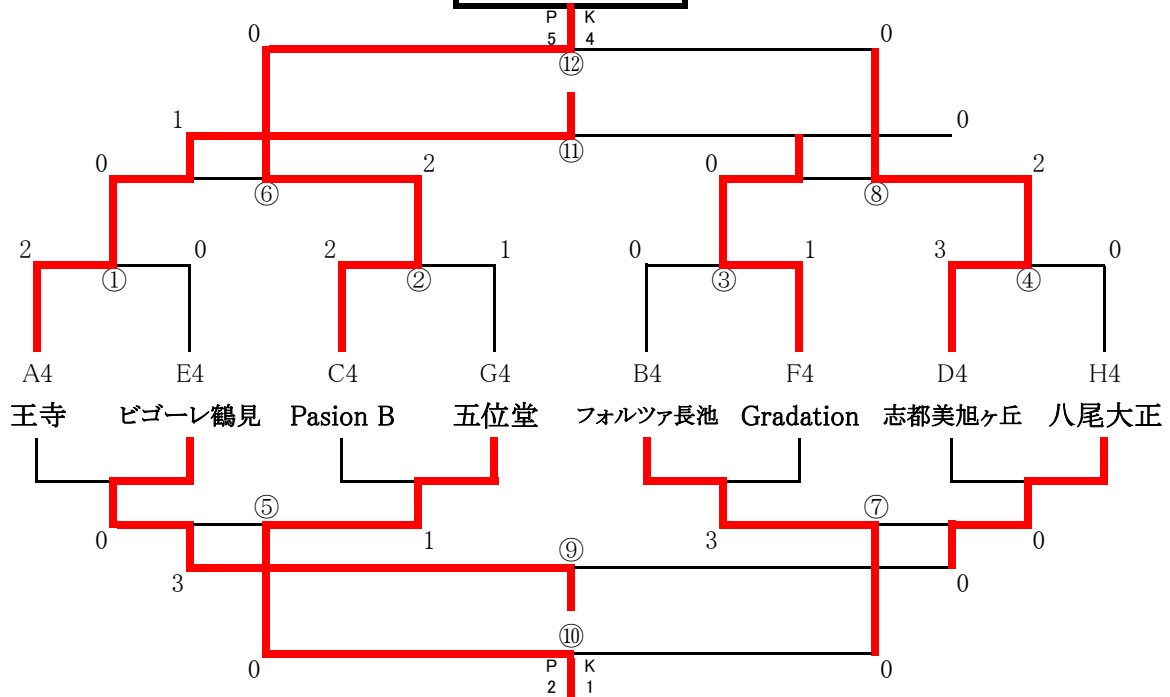 P K
0 5 4 0
⑫
1 ⑪ 0
0 ⑥ 2 0 ⑧ 2
2 ① 0 2 ② 1 0 ③ 1 3 ④ 0
A4 E4 C4 G4 B4 F4 D4 H4
王寺 ビゴーレ鶴見 Pasion B 五位堂 フォルツァ長池 Gradation 志都美旭ヶ丘 八尾大正
⑤ ⑦
0 1 ⑨ 3 0
3 0
⑩
0 P K 0
2 1